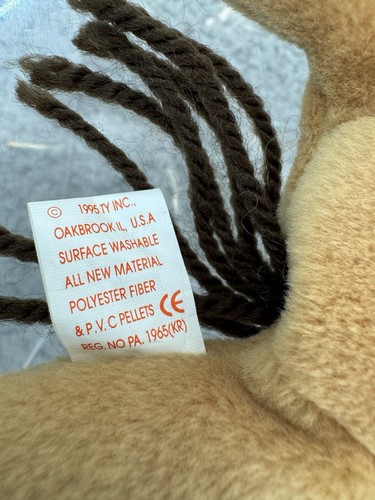 © 1995 TY INC.,
OAKBROOK IL, U.S.A
SURFACE WASHABLE
ALL NEW MATERIAL
POLYESTER FIBER
& P.V.C PELLETS CE
REG. NO PA. 1965(KR)